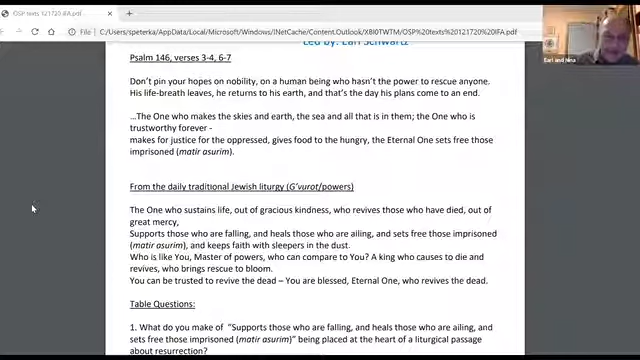 OSP texts 121720 IFA.pdf
File | C:/Users/speterka/AppData/Local/Microsoft/Windows/INetCache/Content.Outlook/XBI0TWTM/OSP%20texts%20121720%20IFA.pdf
Led by: Earl Schwartz
Earl and Nina
Psalm 146, verses 3-4, 6-7
Don't pin your hopes on nobility, on a human being who hasn't the power to rescue anyone.
His life-breath leaves, he returns to his earth, and that's the day his plans come to an end.
…The One who makes the skies and earth, the sea and all that is in them; the One who is
trustworthy forever -
makes for justice for the oppressed, gives food to the hungry, the Eternal One sets free those
imprisoned (matir asurim).
From the daily traditional Jewish liturgy (G'vurot/powers)
The One who sustains life, out of gracious kindness, who revives those who have died, out of
great mercy,
Supports those who are falling, and heals those who are ailing, and sets free those imprisoned
(matir asurim), and keeps faith with sleepers in the dust.
Who is like You, Master of powers, who can compare to You? A king who causes to die and
revives, who brings rescue to bloom.
You can be trusted to revive the dead – You are blessed, Eternal One, who revives the dead.
Table Questions:
1. What do you make of "Supports those who are falling, and heals those who are ailing, and
sets free those imprisoned (matir asurim)" being placed at the heart of a liturgical passage
about resurrection?